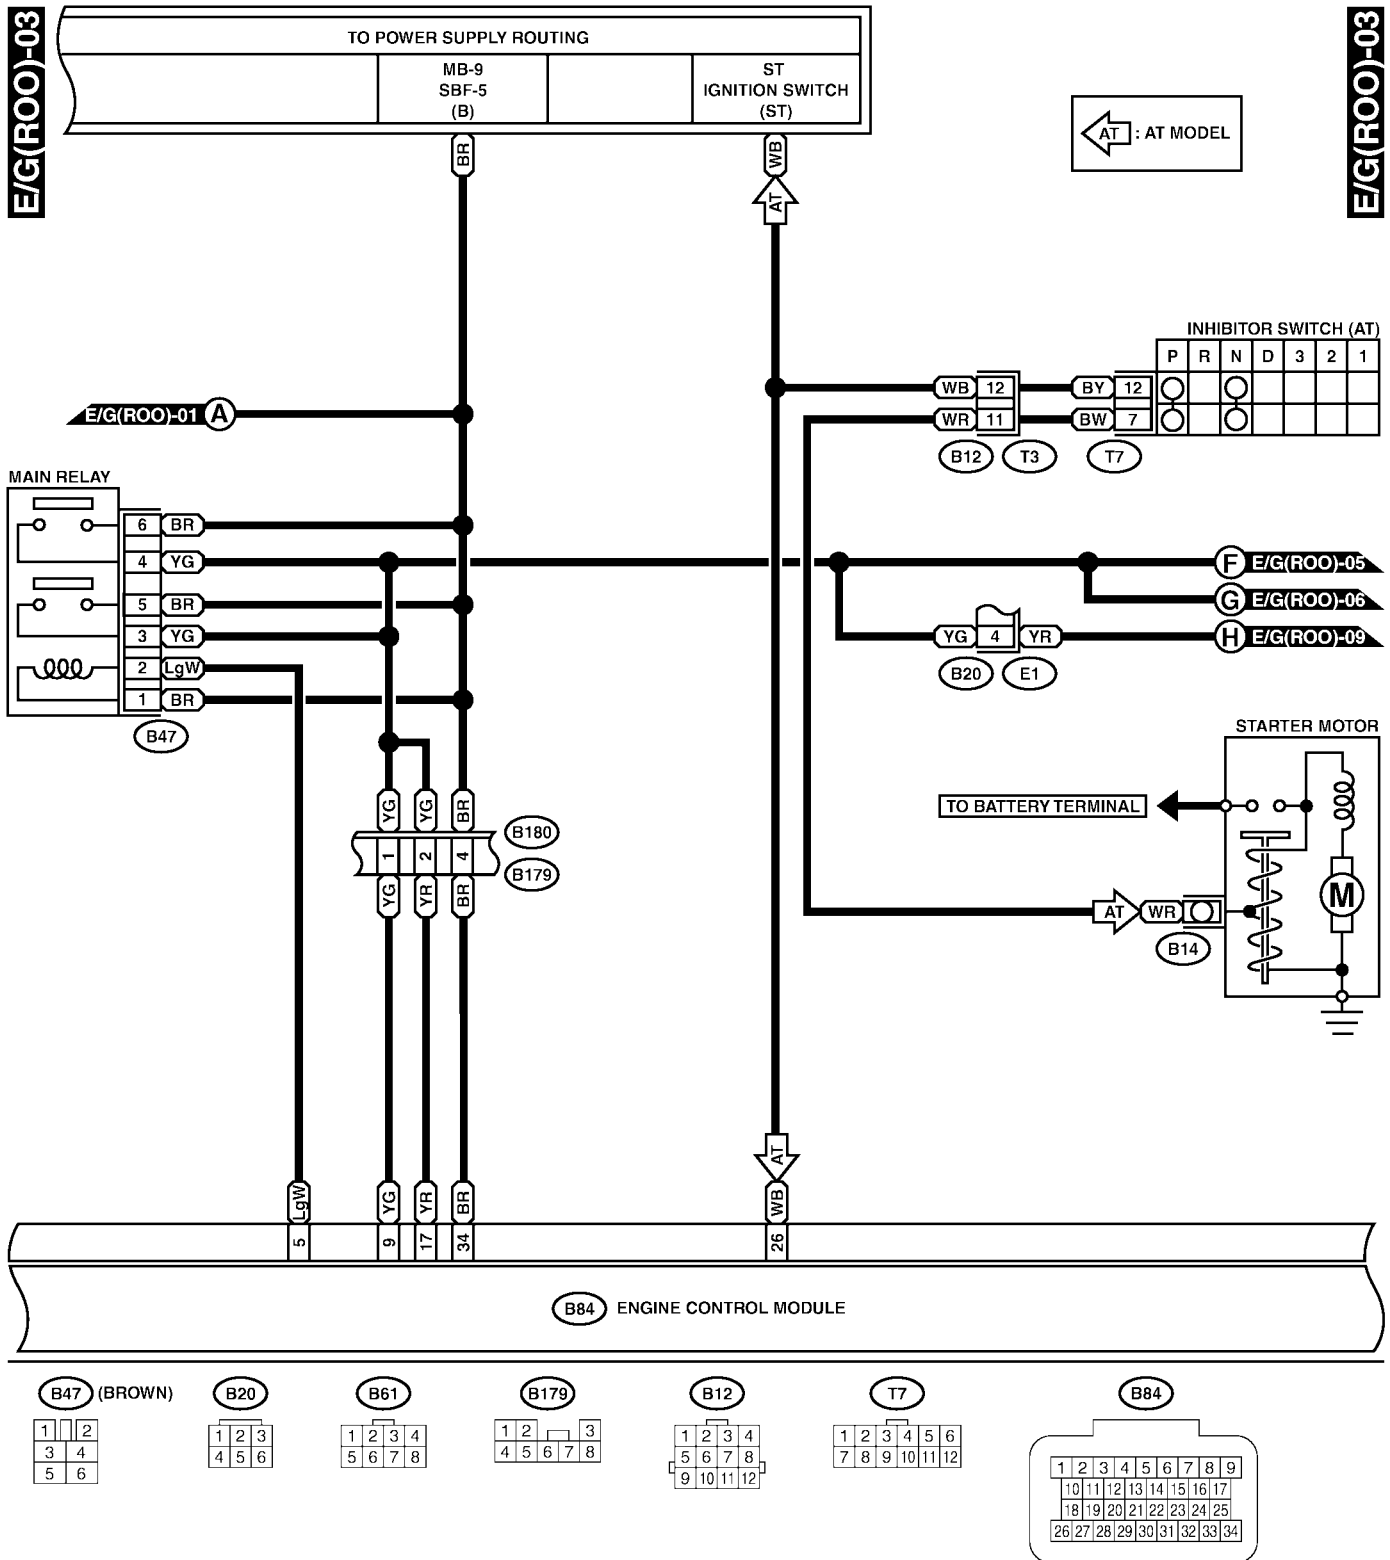 E/G(ROO)-03
E/G(ROO)-03
TO POWER SUPPLY ROUTING
MB-9
SBF-5
(B)
ST
IGNITION SWITCH
(ST)
BR
WB
AT
AT : AT MODEL
INHIBITOR SWITCH (AT)
P R N D 3 2 1
WB 12 BY 12
WR 11 BW 7
B12 T3 T7
E/G(ROO)-01 A
MAIN RELAY
6 BR
4 YG
5 BR
3 YG
2 LgW
1 BR
B47
F E/G(ROO)-05
G E/G(ROO)-06
YG 4 YR H E/G(ROO)-09
B20 E1
STARTER MOTOR
TO BATTERY TERMINAL
M
AT WR
B14
YG YG BR
B180
1 2 4
B179
YG YR BR
AT
LgW YG YR BR WB
5 9 17 34 26
B84 ENGINE CONTROL MODULE
B47 (BROWN) B20 B61 B179 B12 T7 B84
1 2
3 4
5 6
1 2 3
4 5 6
1 2 3 4
5 6 7 8
1 2 3
4 5 6 7 8
1 2 3 4
5 6 7 8
9 10 11 12
1 2 3 4 5 6
7 8 9 10 11 12
1 2 3 4 5 6 7 8 9
10 11 12 13 14 15 16 17
18 19 20 21 22 23 24 25
26 27 28 29 30 31 32 33 34